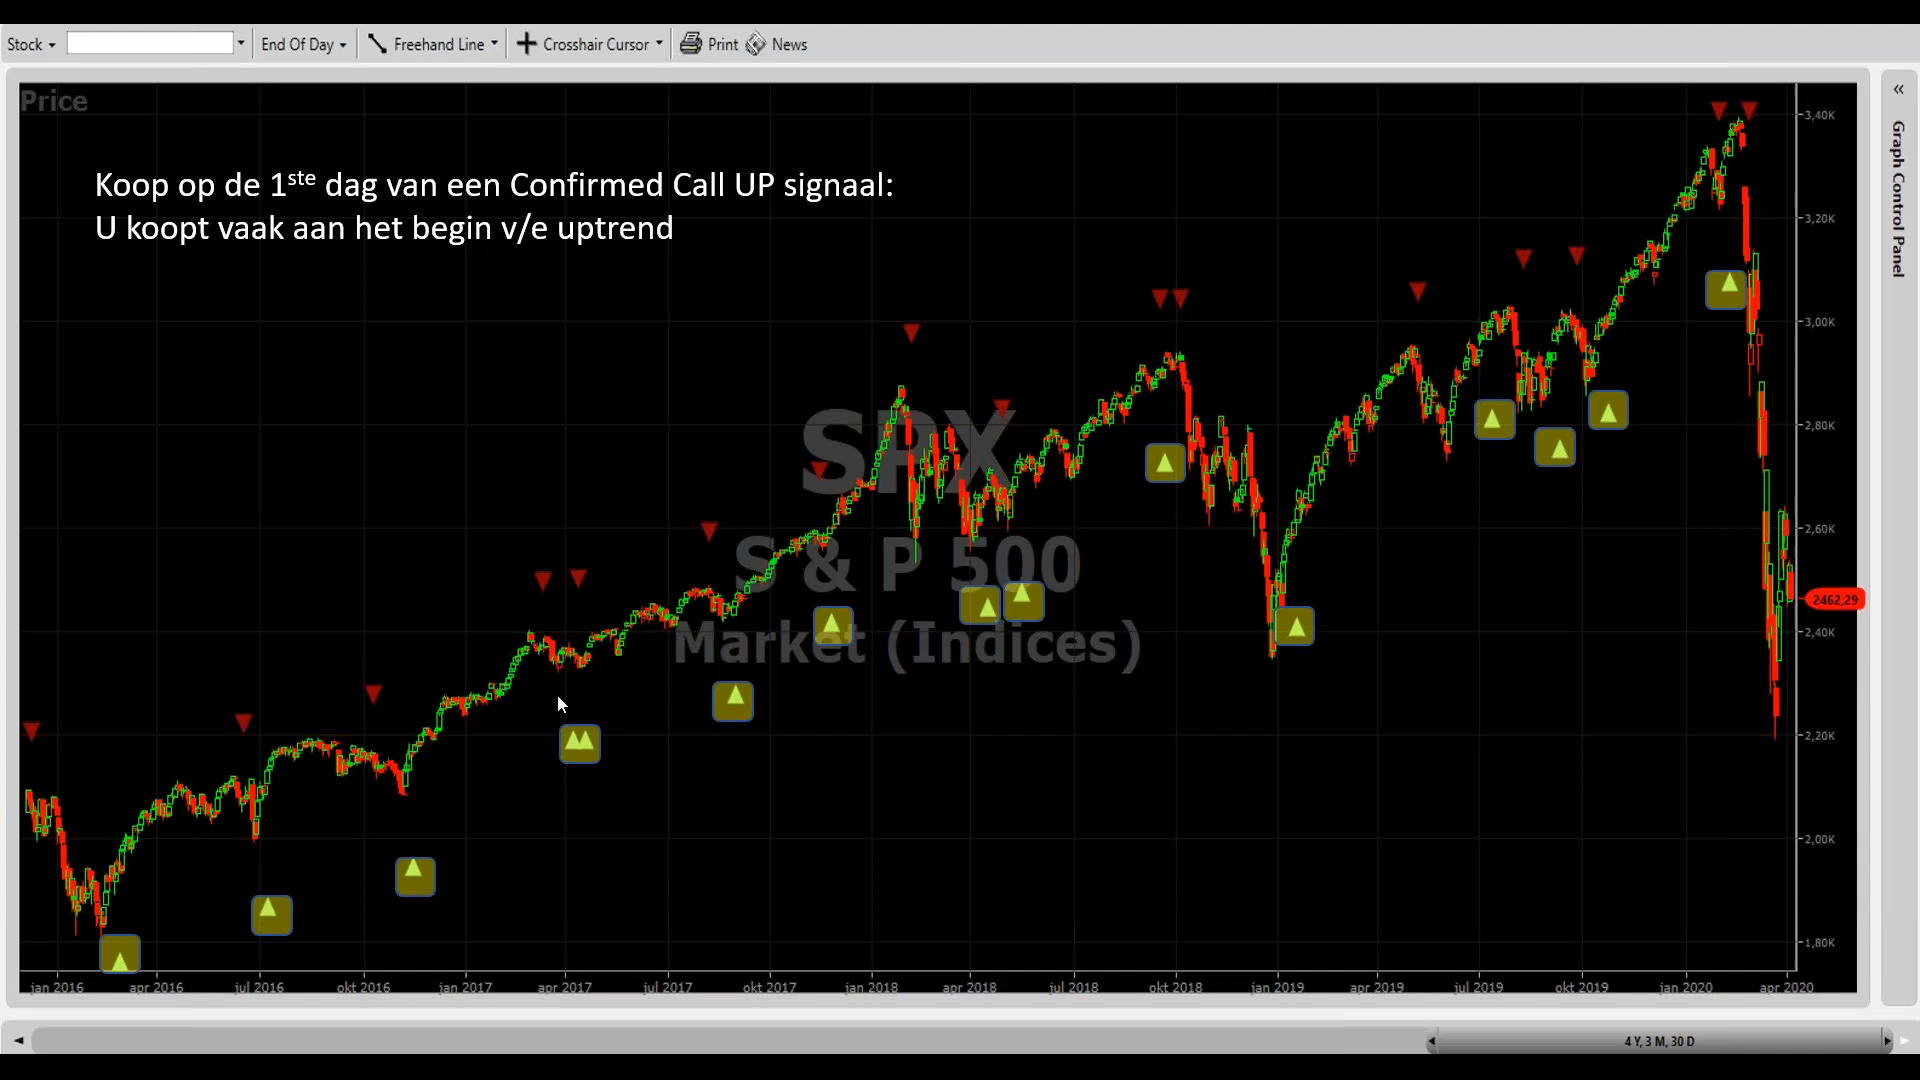 Stock
End Of Day
Freehand Line
Crosshair Cursor
Print
News
Price
Koop op de 1ste dag van een Confirmed Call UP signaal:
U koopt vaak aan het begin v/e uptrend
SPX
S & P 500
Market (Indices)
3,40K
3,20K
3,00K
2,80K
2,60K
2462,29
2,40K
2,20K
2,00K
1,80K
jan 2016 apr 2016 jul 2016 okt 2016 jan 2017 apr 2017 jul 2017 okt 2017 jan 2018 apr 2018 jul 2018 okt 2018 jan 2019 apr 2019 jul 2019 okt 2019 jan 2020 apr 2020
«
Graph Control Panel
4 Y, 3 M, 30 D